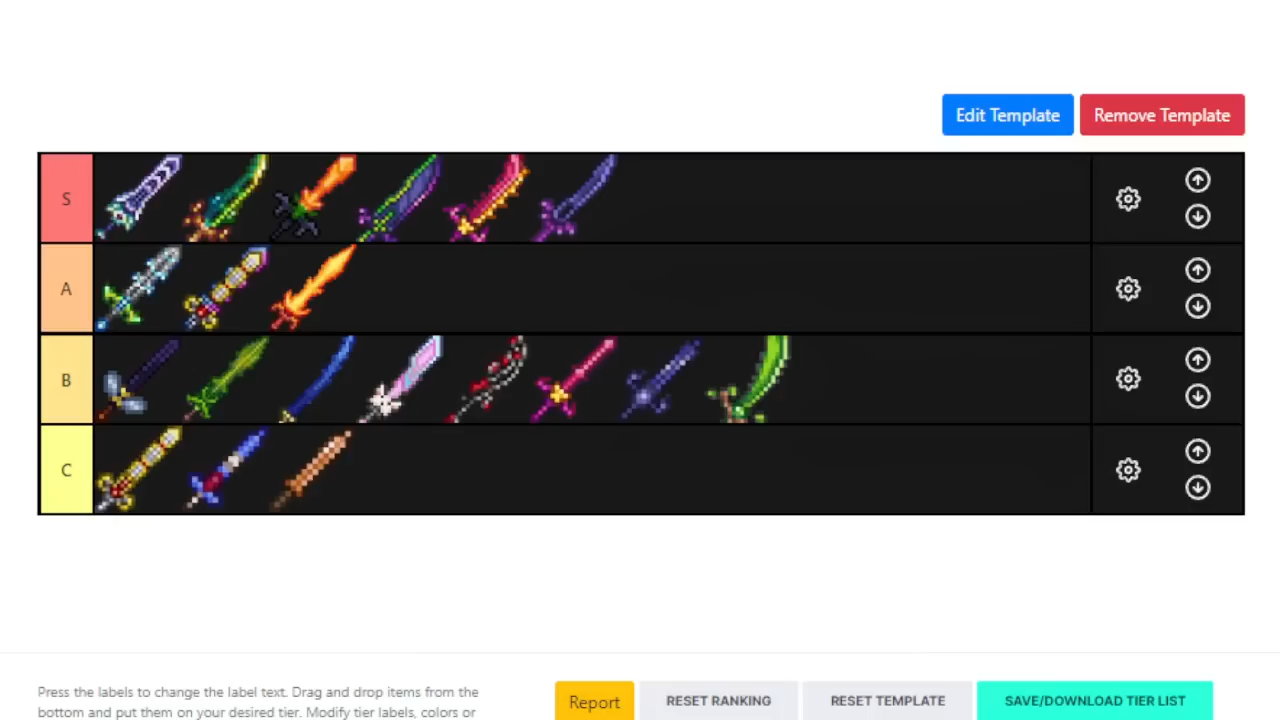 Edit Template
Remove Template
S
A
B
C
Press the labels to change the label text. Drag and drop items from the
bottom and put them on your desired tier. Modify tier labels, colors or
Report
RESET RANKING
RESET TEMPLATE
SAVE/DOWNLOAD TIER LIST